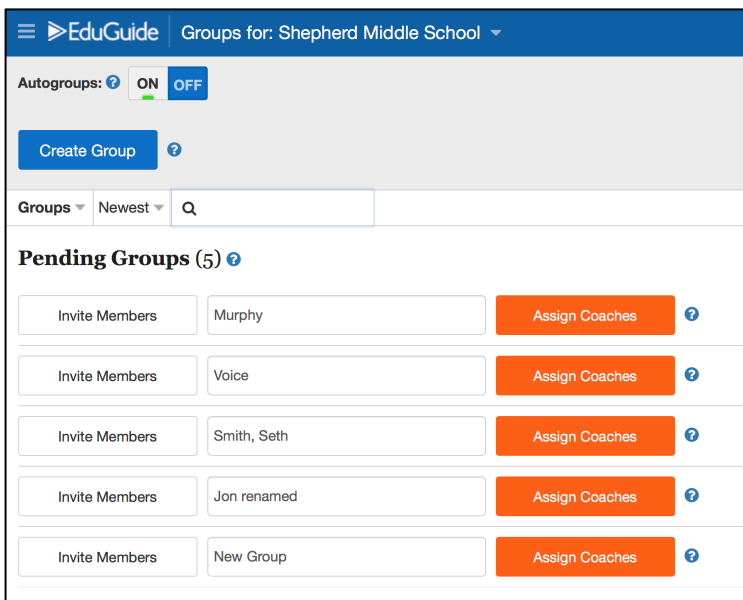 EduGuide Groups for: Shepherd Middle School
Autogroups: ? ON OFF
Create Group ?
Groups Newest
Pending Groups (5) ?
Invite Members Murphy Assign Coaches ?
Invite Members Voice Assign Coaches ?
Invite Members Smith, Seth Assign Coaches ?
Invite Members Jon renamed Assign Coaches ?
Invite Members New Group Assign Coaches ?